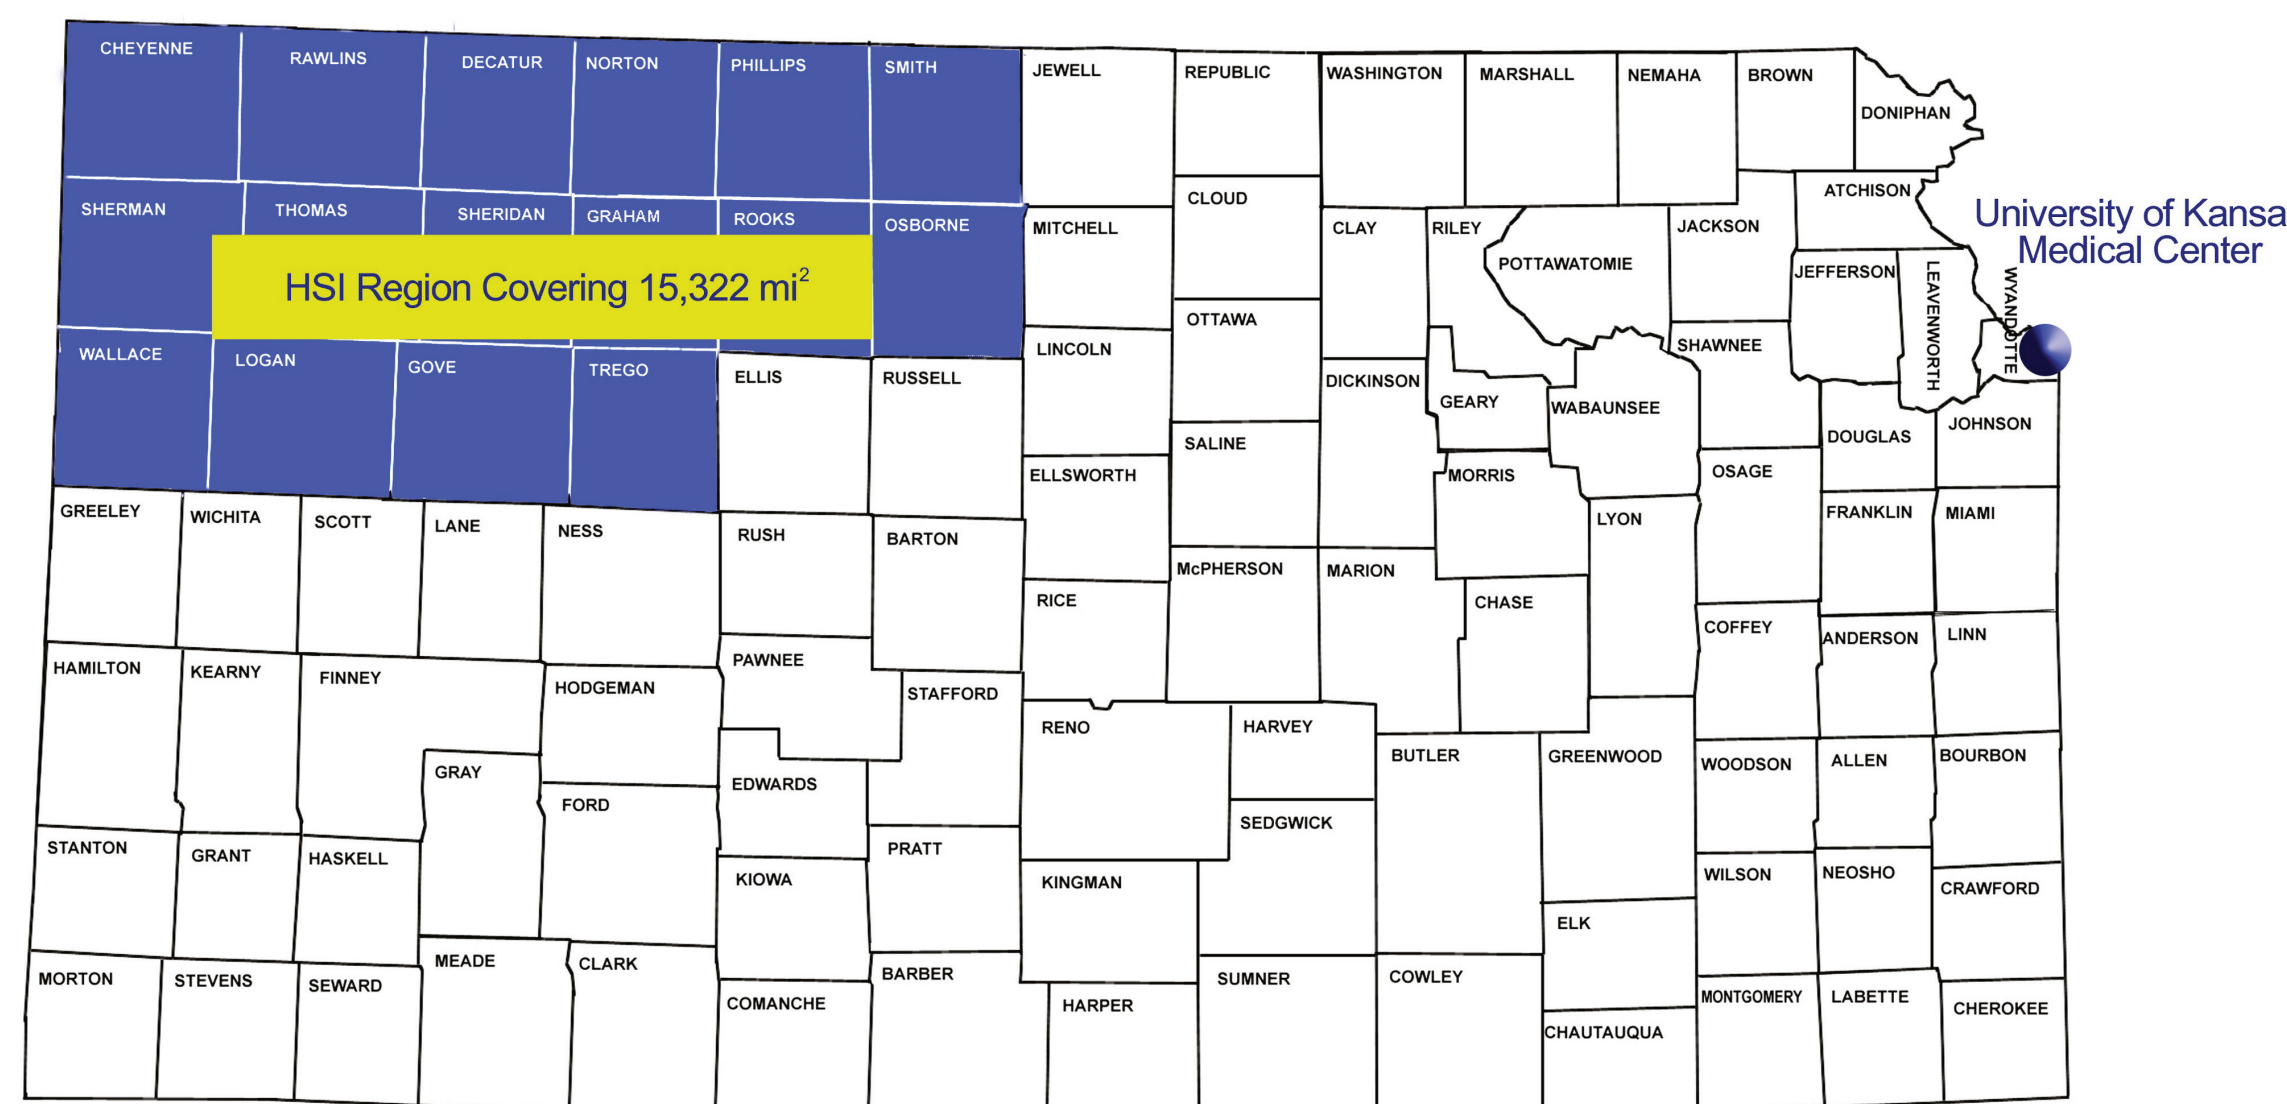 CHEYENNE
RAWLINS
DECATUR
NORTON
PHILLIPS
SMITH
JEWELL
REPUBLIC
WASHINGTON
MARSHALL
NEMAHA
BROWN
DONIPHAN
SHERMAN
THOMAS
SHERIDAN
GRAHAM
ROOKS
OSBORNE
MITCHELL
CLOUD
CLAY
RILEY
POTTAWATOMIE
JACKSON
ATCHISON
University of Kansa
Medical Center
HSI Region Covering 15,322 mi²
JEFFERSON
LEAVENWORTH
WYANDOTTE
WALLACE
LOGAN
GOVE
TREGO
ELLIS
RUSSELL
LINCOLN
OTTAWA
DICKINSON
GEARY
WABAUNSEE
SHAWNEE
DOUGLAS
JOHNSON
SALINE
ELLSWORTH
MORRIS
OSAGE
GREELEY
WICHITA
SCOTT
LANE
NESS
RUSH
BARTON
LYON
FRANKLIN
MIAMI
McPHERSON
MARION
RICE
CHASE
COFFEY
ANDERSON
LINN
HAMILTON
KEARNY
FINNEY
HODGEMAN
PAWNEE
STAFFORD
RENO
HARVEY
BUTLER
GREENWOOD
WOODSON
ALLEN
BOURBON
GRAY
FORD
EDWARDS
SEDGWICK
STANTON
GRANT
HASKELL
KIOWA
PRATT
KINGMAN
WILSON
NEOSHO
CRAWFORD
ELK
MORTON
STEVENS
SEWARD
MEADE
CLARK
COMANCHE
BARBER
HARPER
SUMNER
COWLEY
CHAUTAUQUA
MONTGOMERY
LABETTE
CHEROKEE